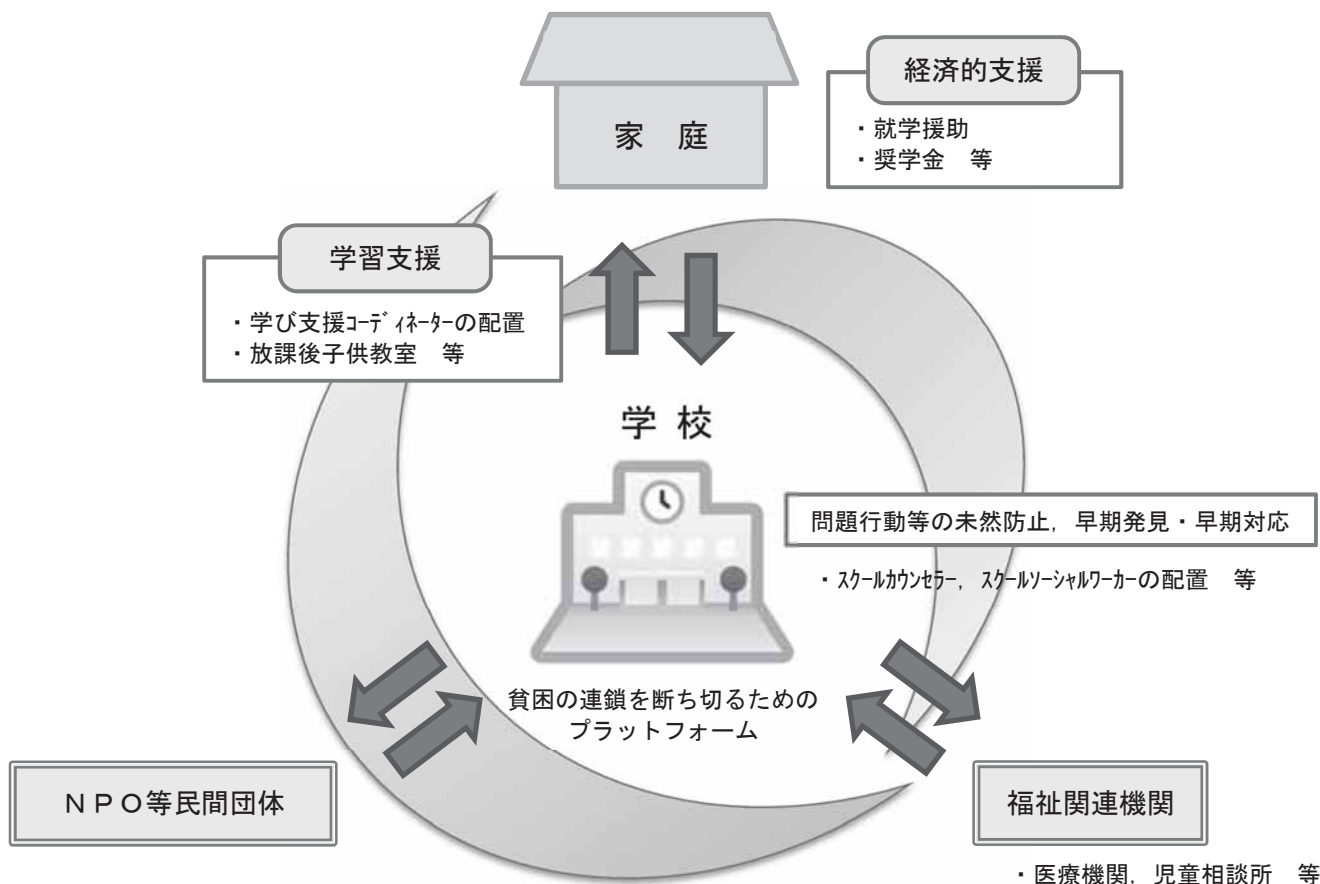 家　庭
経済的支援
・就学援助
・奨学金　等
学習支援
・学び支援ｺｰﾃﾞｨﾈｰﾀｰの配置
・放課後子供教室　等
学 校
問題行動等の未然防止，早期発見・早期対応
・ｽｸｰﾙｶｳﾝｾﾗｰ，ｽｸｰﾙｿｰｼｬﾙﾜｰｶｰの配置　等
貧困の連鎖を断ち切るための
プラットフォーム
ＮＰＯ等民間団体
福祉関連機関
・医療機関，児童相談所　等